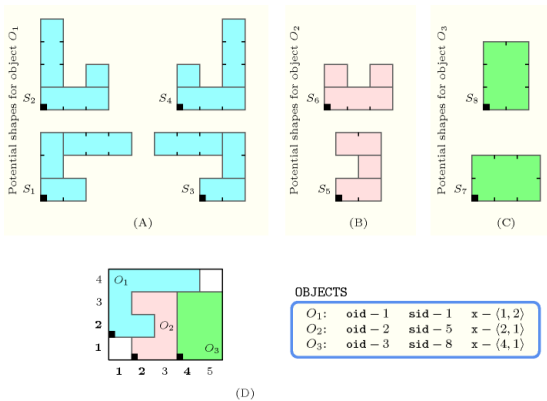 Potential shapes for object O₁
S₂
S₄
S₁
S₃
(A)
Potential shapes for object O₂
S₆
S₅
(B)
Potential shapes for object O₃
S₈
S₇
(C)
4
3
2
1
O₁
O₂
O₃
1 2 3 4 5
(D)
OBJECTS
O₁: oid – 1 sid – 1 x – ⟨1, 2⟩
O₂: oid – 2 sid – 5 x – ⟨2, 1⟩
O₃: oid – 3 sid – 8 x – ⟨4, 1⟩